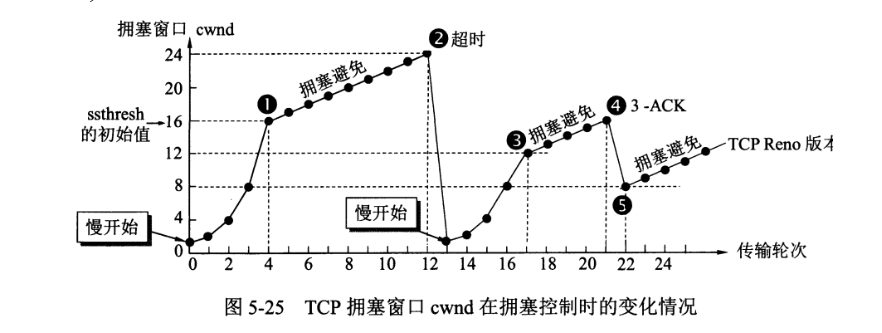 拥塞窗口 cwnd
24
20
16
12
8
4
0
ssthresh
的初始值
慢开始
❶
拥塞避免
❷ 超时
慢开始
❸
拥塞避免
❹ 3 -ACK
❺
拥塞避免
TCP Reno 版本
0 2 4 6 8 10 12 14 16 18 20 22 24
传输轮次
图 5-25 TCP 拥塞窗口 cwnd 在拥塞控制时的变化情况